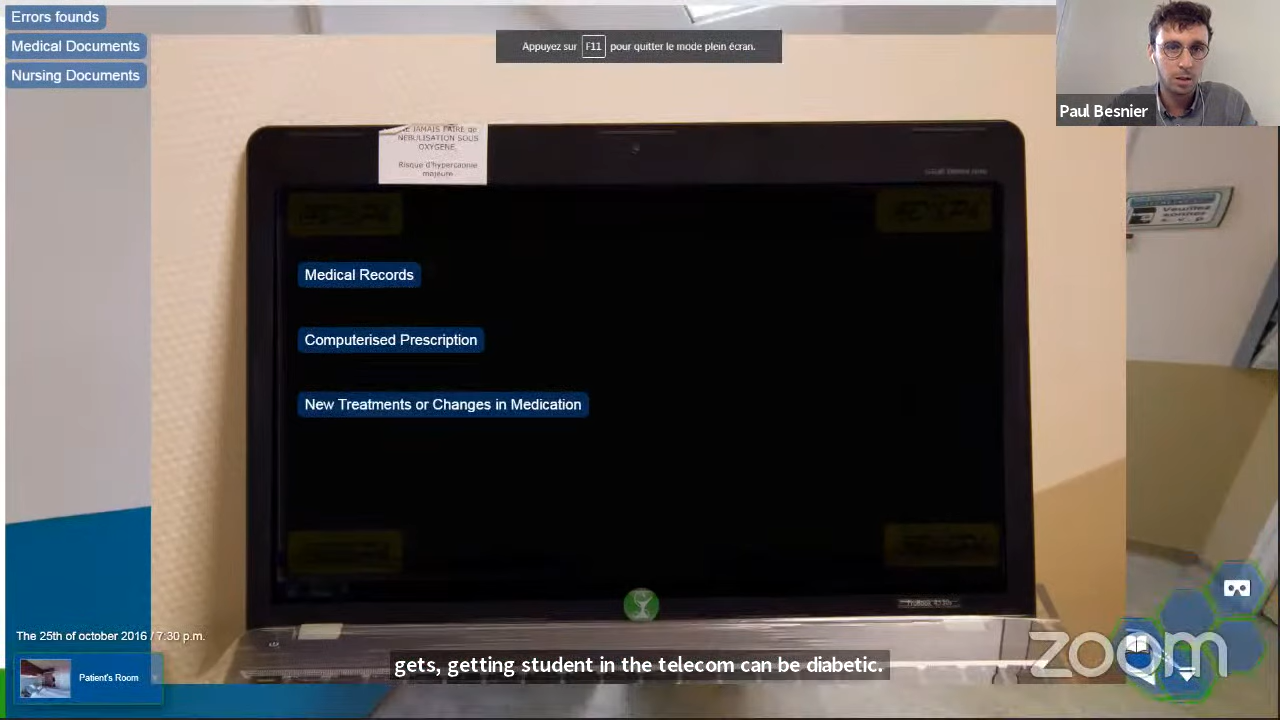 Errors founds
Medical Documents
Nursing Documents
Appuyez sur F11 pour quitter le mode plein écran.
Paul Besnier
JAMAIS FAIRE
NEBULISATION SOUS
OXYGENE
Risque d'hypercapnie
majeure
Veuillez
sonner
s.v.p.
Medical Records
Computerised Prescription
New Treatments or Changes in Medication
The 25th of october 2016 / 7:30 p.m.
Patient's Room
gets, getting student in the telecom can be diabetic.
zoom